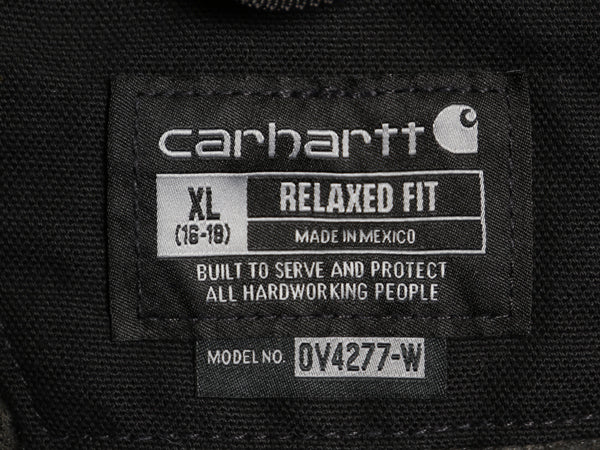 carhartt
XL
(16-18)
RELAXED FIT
MADE IN MEXICO
BUILT TO SERVE AND PROTECT
ALL HARDWORKING PEOPLE
MODEL NO. OV4277-W